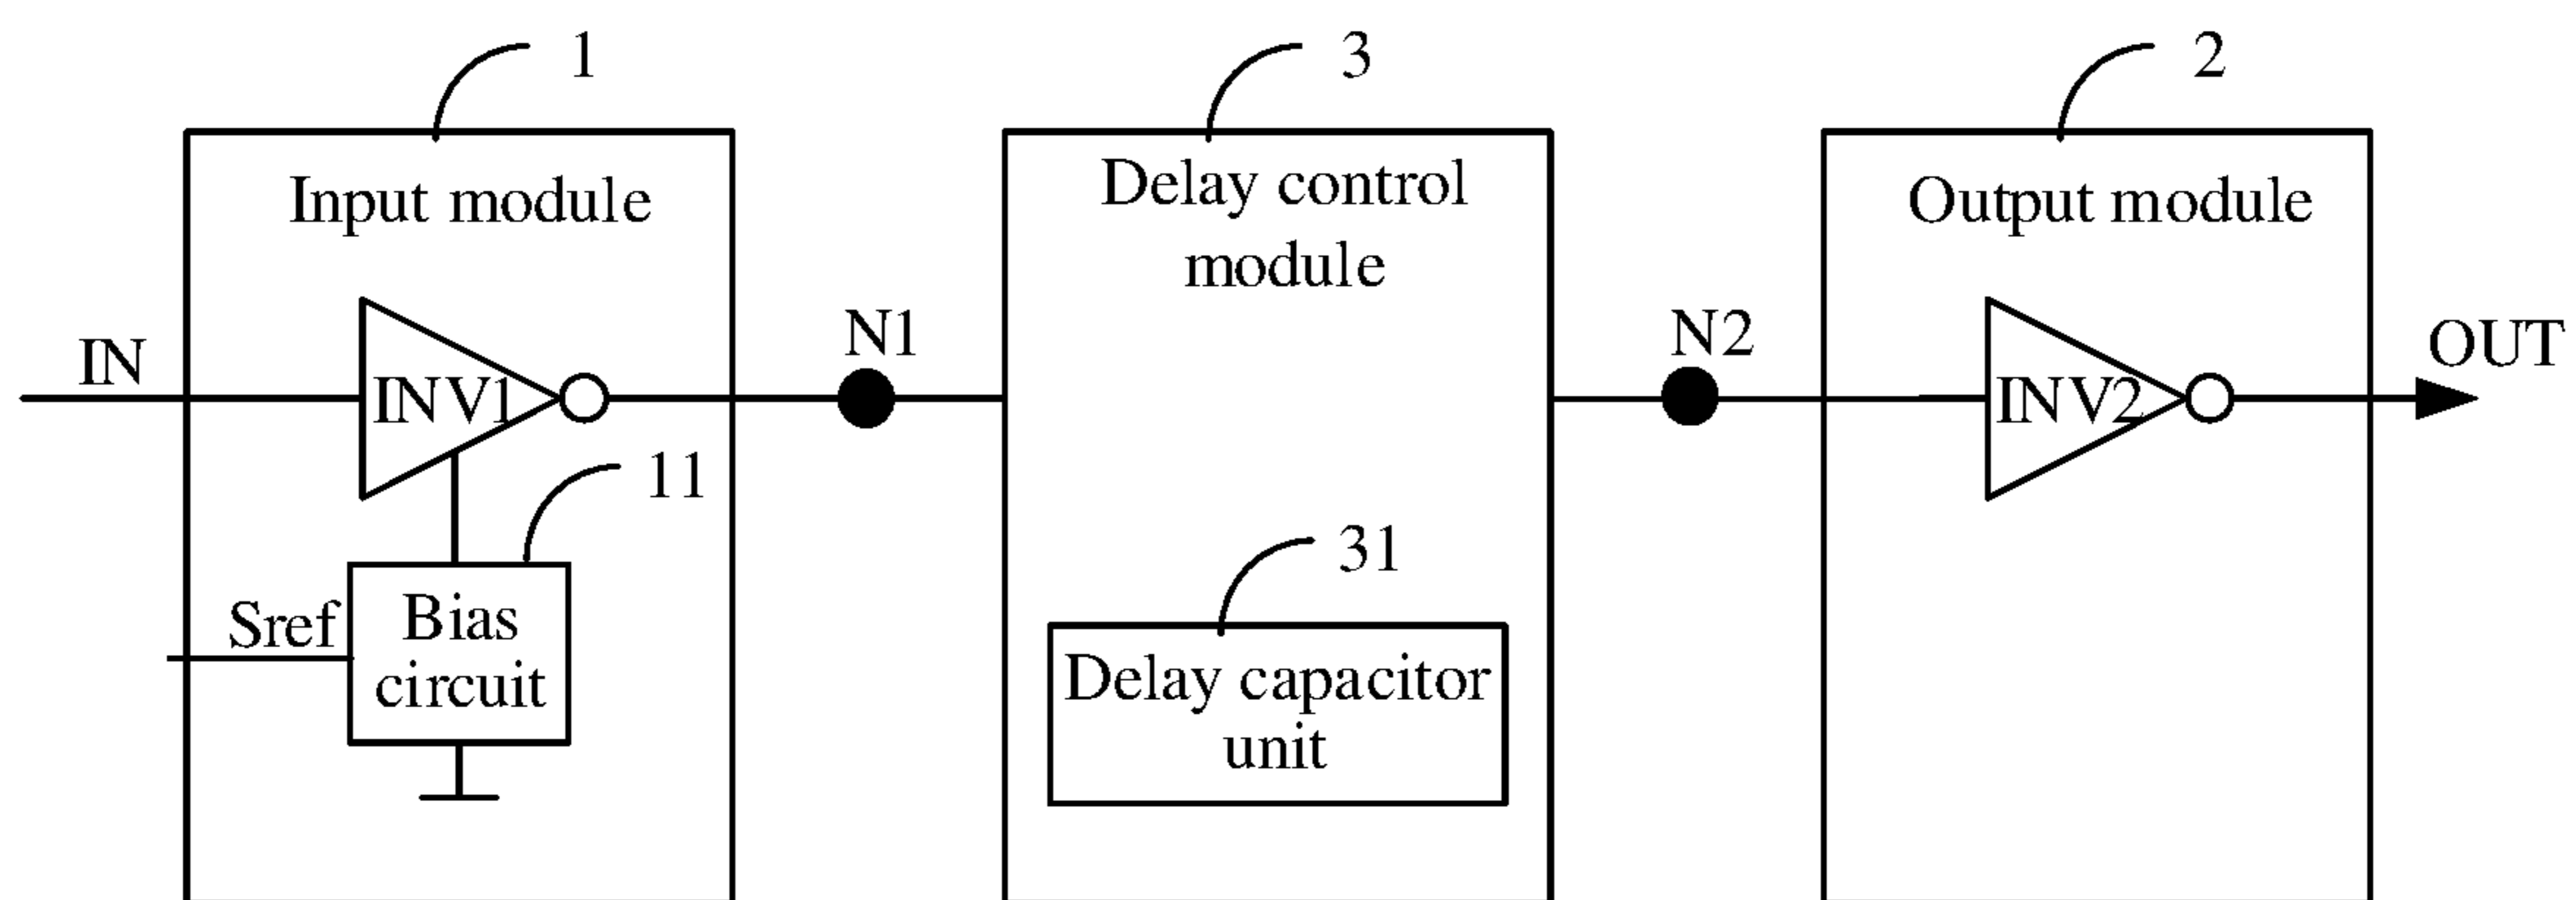 1
3
2
Input module
Delay control
module
Output module
IN
INV1
N1
N2
INV2
OUT
11
31
Sref
Bias
circuit
Delay capacitor
unit